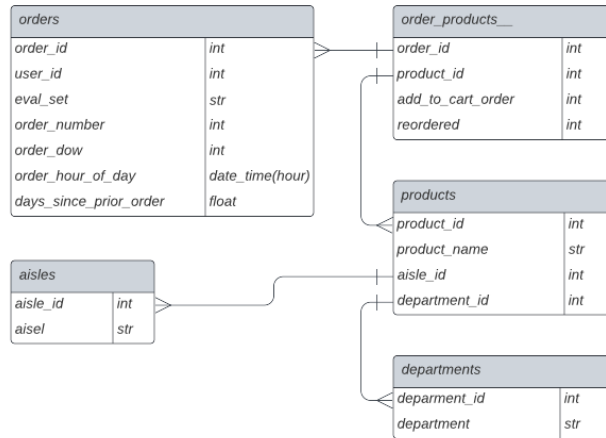 orders
order_id int
user_id int
eval_set str
order_number int
order_dow int
order_hour_of_day date_time(hour)
days_since_prior_order float
order_products__
order_id int
product_id int
add_to_cart_order int
reordered int
products
product_id int
product_name str
aisle_id int
department_id int
aisles
aisle_id int
aisel str
departments
deparment_id int
department str